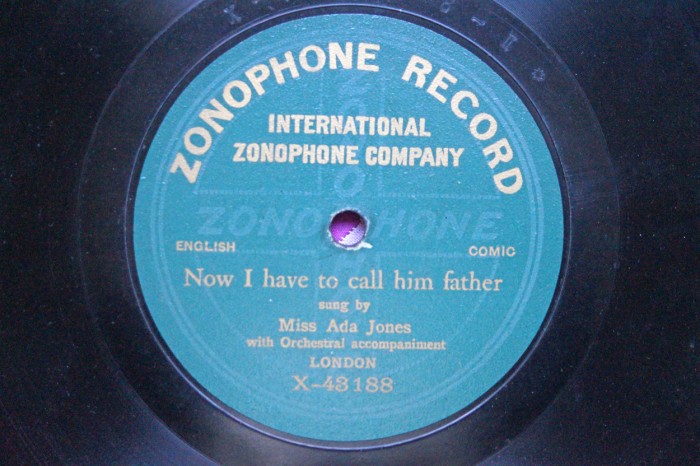 ZONOPHONE RECORD
INTERNATIONAL
ZONOPHONE COMPANY
ZONOPHONE
ENGLISH COMIC
Now I have to call him father
sung by
Miss Ada Jones
with Orchestral accompaniment
LONDON
X-43188